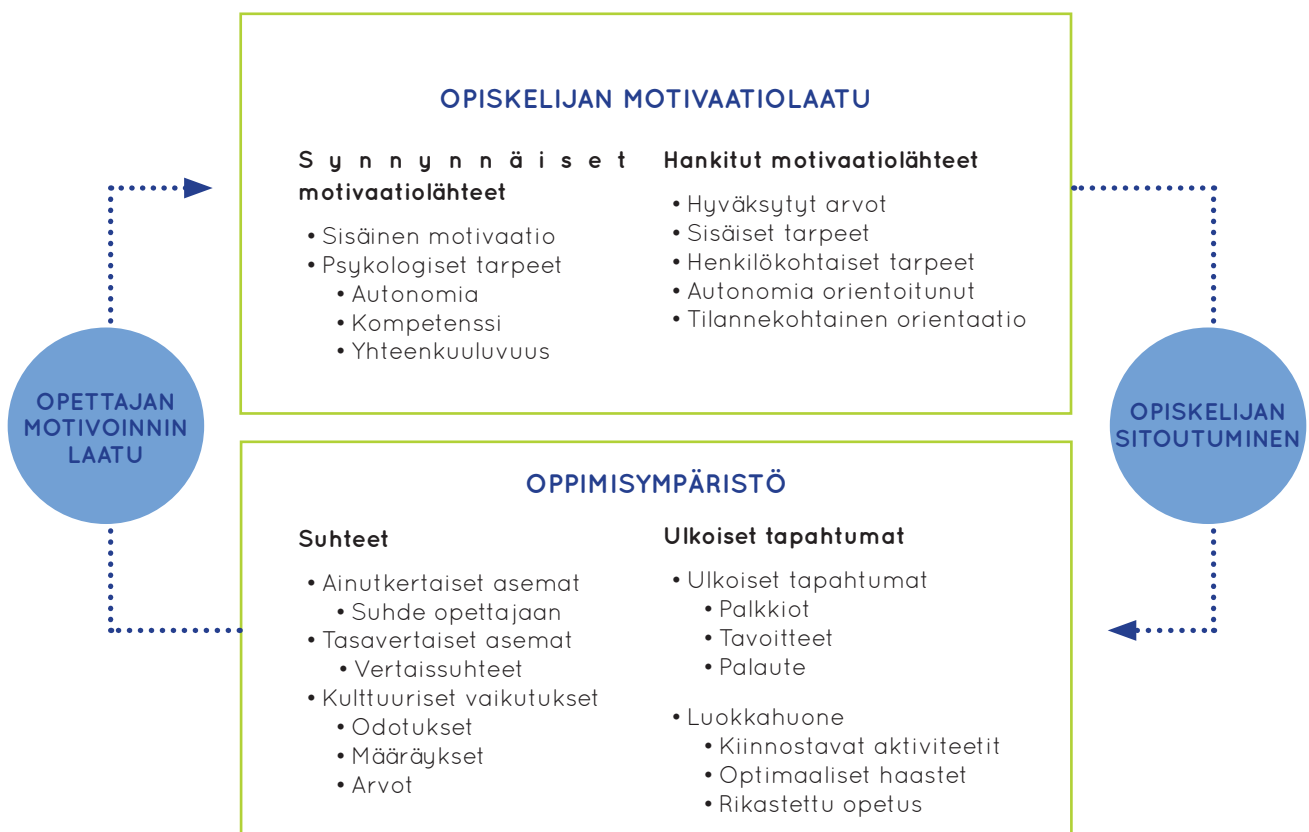 OPISKELIJAN MOTIVAATIOLAATU
S y n n y n n ä i s e t
motivaatiolähteet
• Sisäinen motivaatio
• Psykologiset tarpeet
• Autonomia
• Kompetenssi
• Yhteenkuuluvuus
Hankitut motivaatiolähteet
• Hyväksytyt arvot
• Sisäiset tarpeet
• Henkilökohtaiset tarpeet
• Autonomia orientoitunut
• Tilannekohtainen orientaatio
OPETTAJAN
MOTIVOINNIN
LAATU
OPISKELIJAN
SITOUTUMINEN
OPPIMISYMPÄRISTÖ
Suhteet
• Ainutkertaiset asemat
• Suhde opettajaan
• Tasavertaiset asemat
• Vertaissuhteet
• Kulttuuriset vaikutukset
• Odotukset
• Määräykset
• Arvot
Ulkoiset tapahtumat
• Ulkoiset tapahtumat
• Palkkiot
• Tavoitteet
• Palaute
• Luokkahuone
• Kiinnostavat aktiviteetit
• Optimaaliset haastet
• Rikastettu opetus